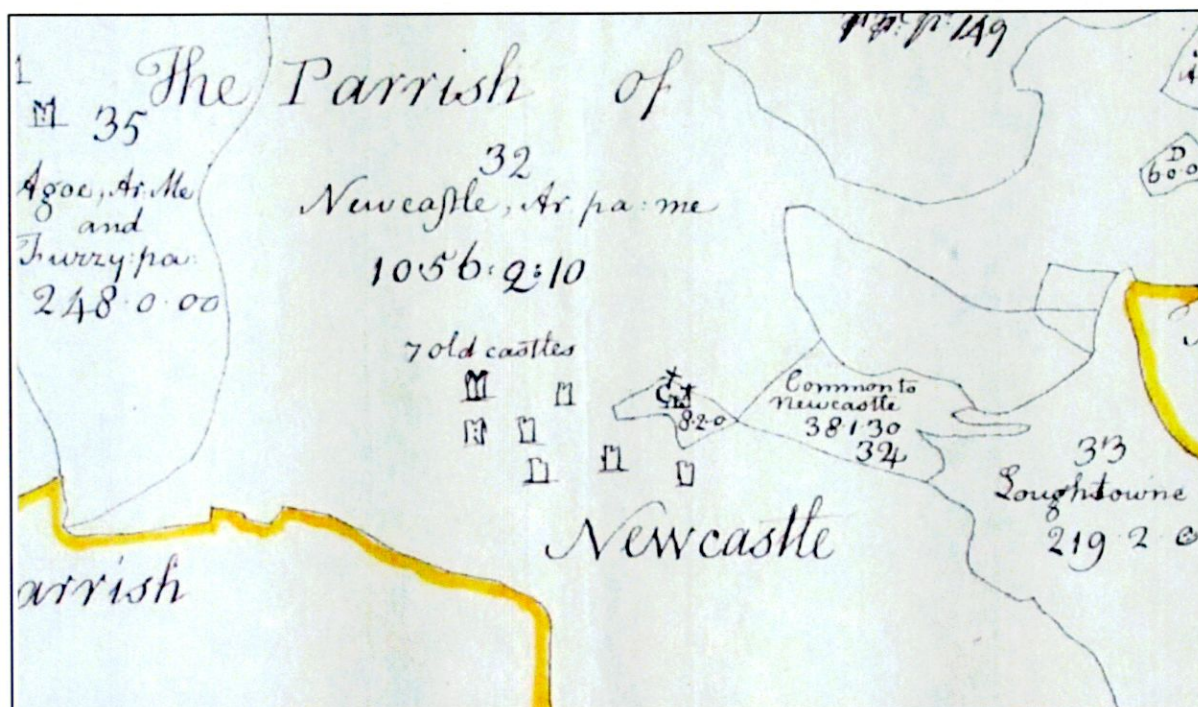 149
The Parrish of
35
Agoe, Ar. Me
and
Furzy: pa:
248·0·00
32
Newcastle, Ar pa: me
1056:2:10
7 old castles
8·2·0
Common to
Newcastle
38·1·30
34
33
Loughtowne
219·2·
Newcastle
arrish
D
60·0